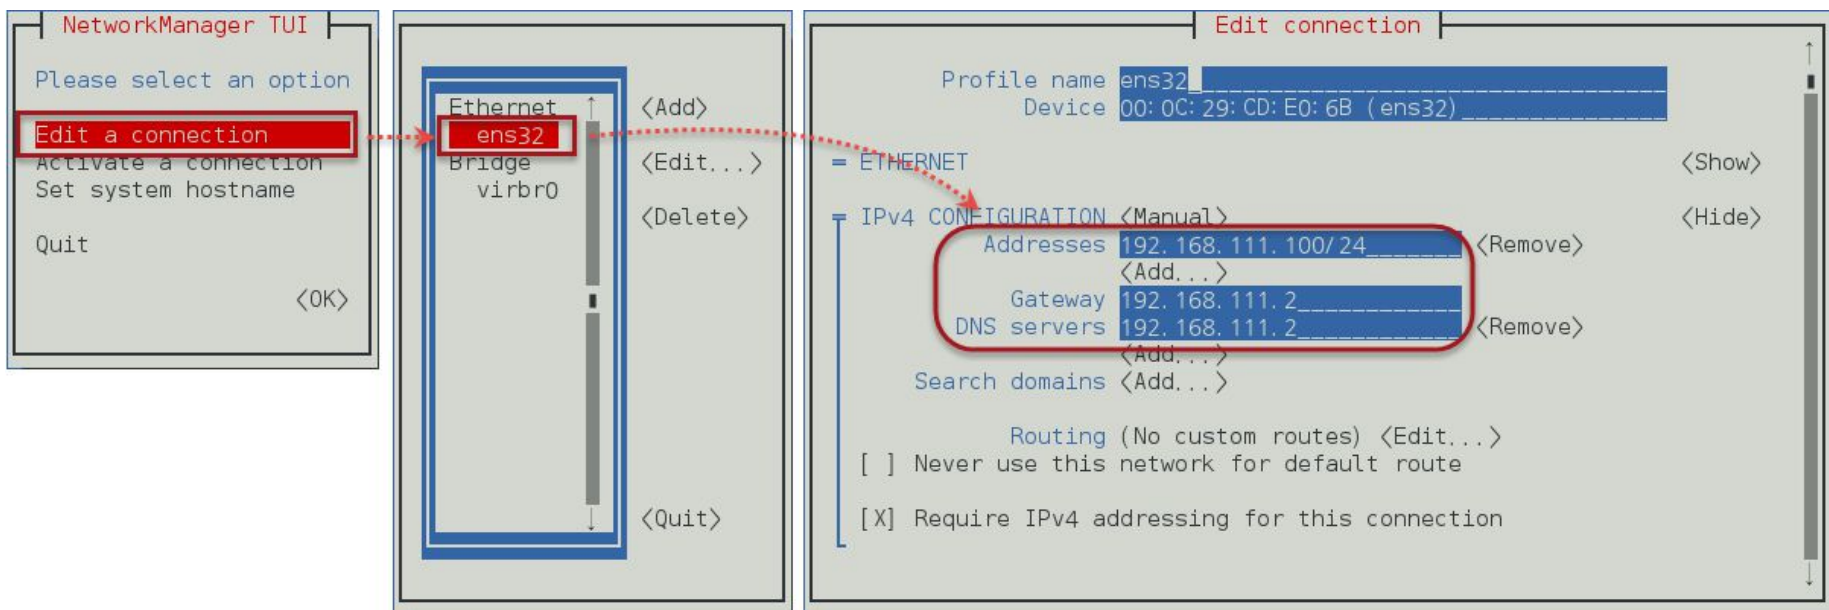 NetworkManager TUI
Please select an option
Edit a connection
Activate a connection
Set system hostname
Quit
<OK>
Ethernet
ens32
Bridge
virbr0
<Add>
<Edit...>
<Delete>
<Quit>
Edit connection
Profile name ens32
Device 00:0C:29:CD:E0:6B (ens32)
= ETHERNET <Show>
= IPv4 CONFIGURATION <Manual> <Hide>
Addresses 192.168.111.100/24 <Remove>
<Add...>
Gateway 192.168.111.2
DNS servers 192.168.111.2 <Remove>
<Add...>
Search domains <Add...>
Routing (No custom routes) <Edit...>
[ ] Never use this network for default route
[X] Require IPv4 addressing for this connection